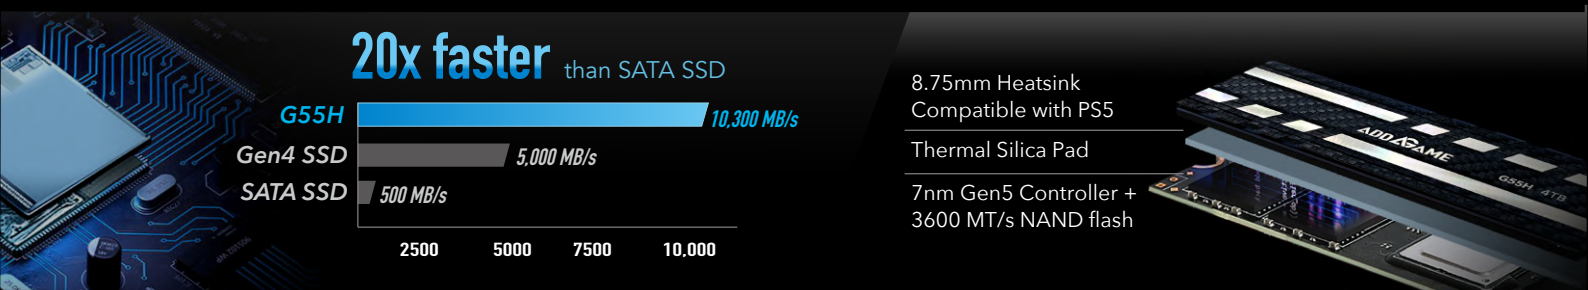 20x faster than SATA SSD
G55H
10,300 MB/s
Gen4 SSD
5,000 MB/s
SATA SSD
500 MB/s
2500 5000 7500 10,000
8.75mm Heatsink
Compatible with PS5
Thermal Silica Pad
7nm Gen5 Controller +
3600 MT/s NAND flash
ADDGAME
G55H 4TB